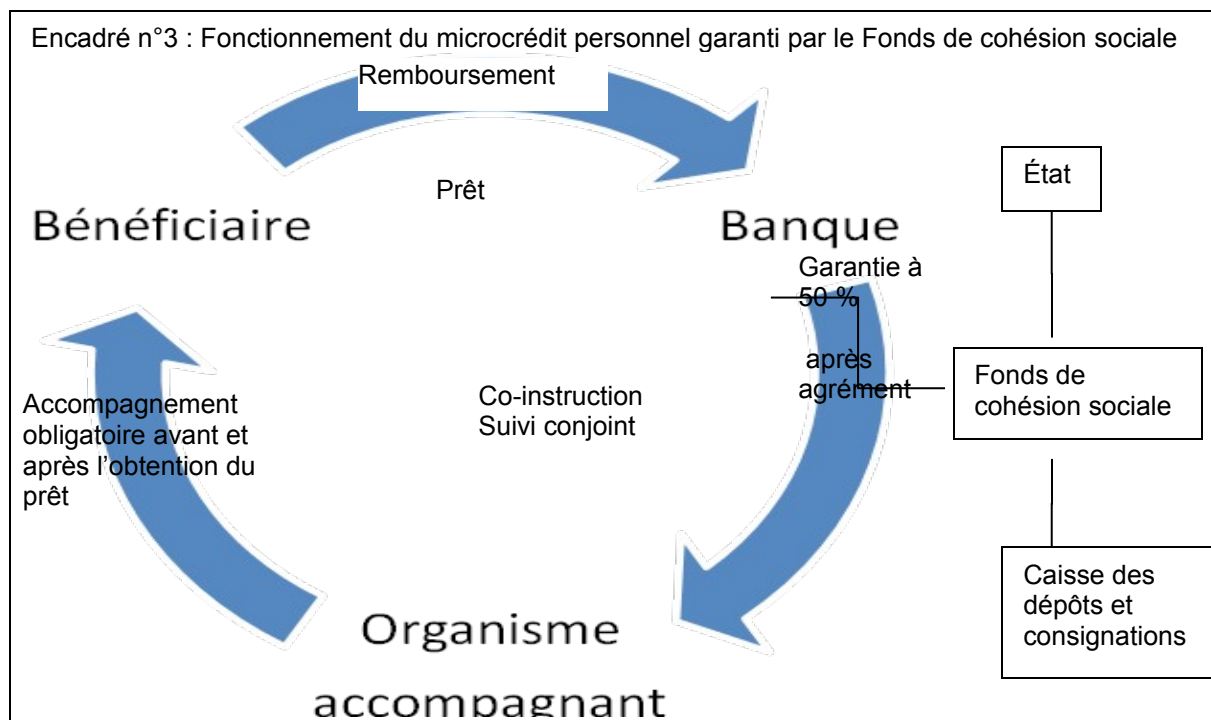 Encadré n°3 : Fonctionnement du microcrédit personnel garanti par le Fonds de cohésion sociale
Remboursement
Prêt
État
Bénéficiaire
Banque
Garantie à
50 %
après
agrément
Fonds de
cohésion sociale
Accompagnement
obligatoire avant et
après l'obtention du
prêt
Co-instruction
Suivi conjoint
Caisse des
dépôts et
consignations
Organisme
accompagnant